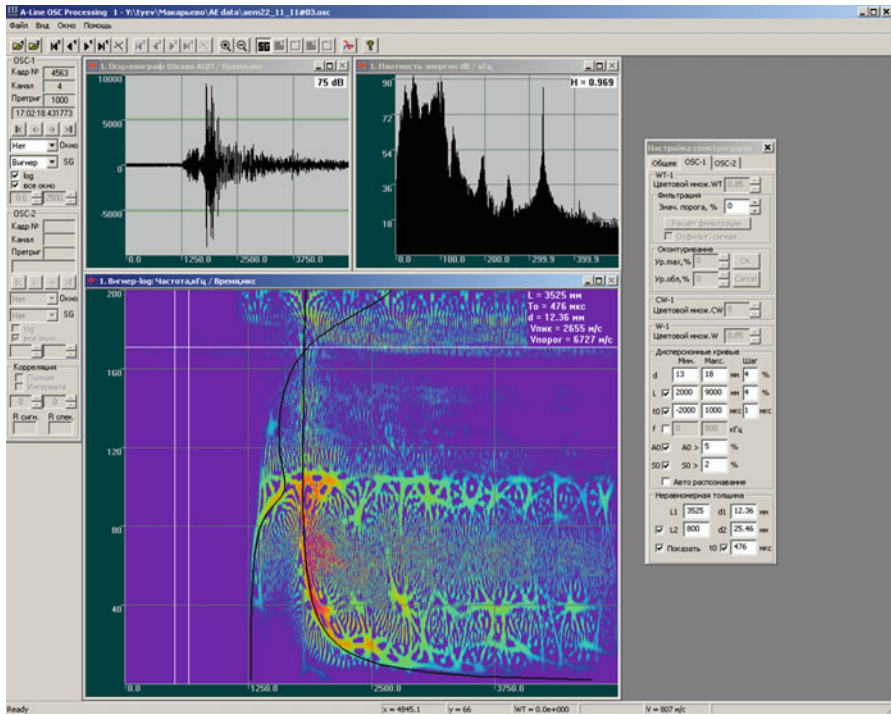 A-Line OSC Processing 1 - Y:\tyev\Макарьево\AE data\aem22_11_11#03.osc
Файл Вид Окно Помощь
SG
OSC-1
Кадр № 4563
Канал 4
Претриг 1000
17:02:18.431773
Нет Окно
Вигнер SG
log
все окно
0.0 2500
OSC-2
Кадр №
Канал
Претриг
Нет Окно
Нет SG
log
все окно
Корреляция
Полная
Интервала
0 0
R сигн. R спек.
1. Осциллограф: Шкала АЦП / Время,мкс
75 dB
10000
5000
0
-5000
0.0 1250.0 2500.0 3750.0
1. Плотность энергии: dB / кГц
H = 0.969
90
72
54
36
18
0.0 100.0 200.0 299.9 399.9
1. Вигнер-log: Частота,кГц / Время,мкс
L = 3525 мм
To = 476 мкс
d = 12.36 мм
Vпик = 2655 м/с
Vпорог = 6727 м/с
200
160
120
80
40
0.0 1250.0 2500.0 3750.0
Настройка спектрограмм
Общее OSC-1 OSC-2
WT-1
Цветовой множ.WT 0.85
Фильтрация
Знач. порога, % 0
Расчёт фильтрации
Отфильт. сигнал
Оконтуривание
Ур.max,% 0 OK
Ур.обл,% 0 Cancel
CW-1
Цветовой множ.CW 5
W-1
Цветовой множ.W 0.85
Дисперсионные кривые
Мин. Макс. Шаг
d 13 18 мм 4 %
L 2000 9000 мм 4 %
t0 -2000 1000 мкс 1 мкс
f 0 500 кГц
A0 A0 > 5 %
S0 S0 > 2 %
Авто распознавание
Неравномерная толщина
L1 3525 d1 12.36 мм
L2 800 d2 25.46 мм
Показать t0 476 мкс
Ready x = 4845.1 y = 66 WT = 0.0e+000 V = 807 м/с